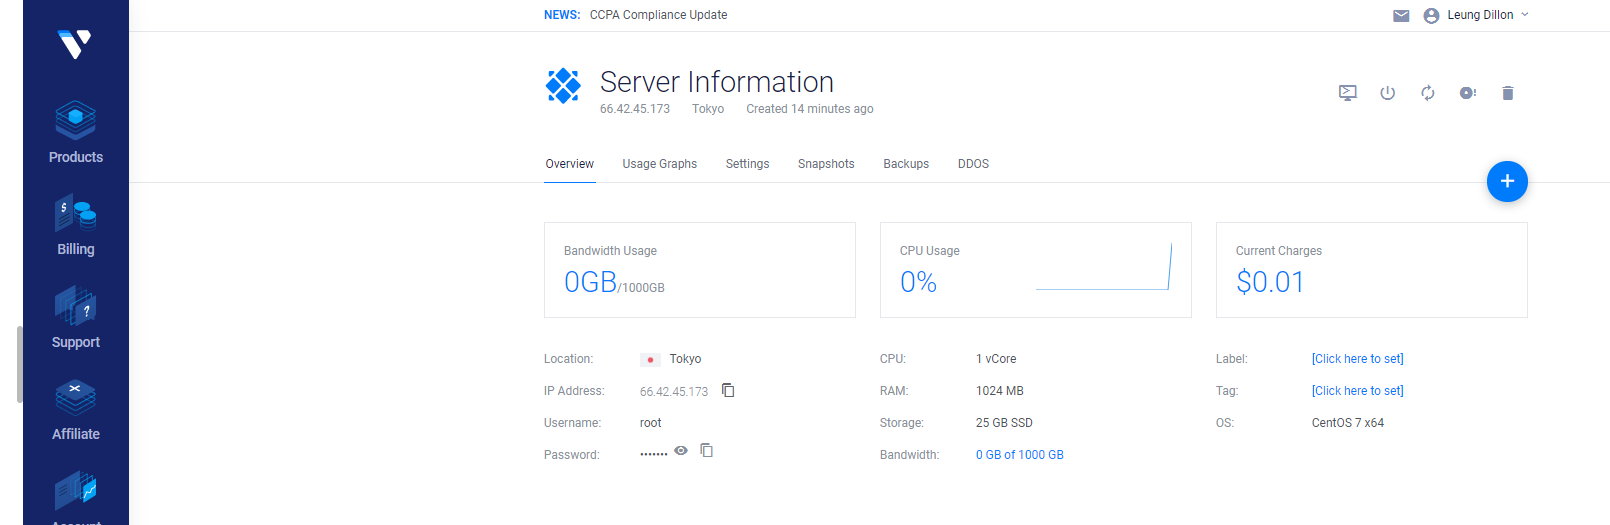 NEWS: CCPA Compliance Update
Leung Dillon
Server Information
66.42.45.173 Tokyo Created 14 minutes ago
Products
Overview Usage Graphs Settings Snapshots Backups DDOS
+
Billing
Bandwidth Usage
0GB/1000GB
CPU Usage
0%
Current Charges
$0.01
Support
Location: Tokyo
IP Address: 66.42.45.173
Username: root
Password: •••••••
CPU: 1 vCore
RAM: 1024 MB
Storage: 25 GB SSD
Bandwidth: 0 GB of 1000 GB
Label: [Click here to set]
Tag: [Click here to set]
OS: CentOS 7 x64
Affiliate
Account